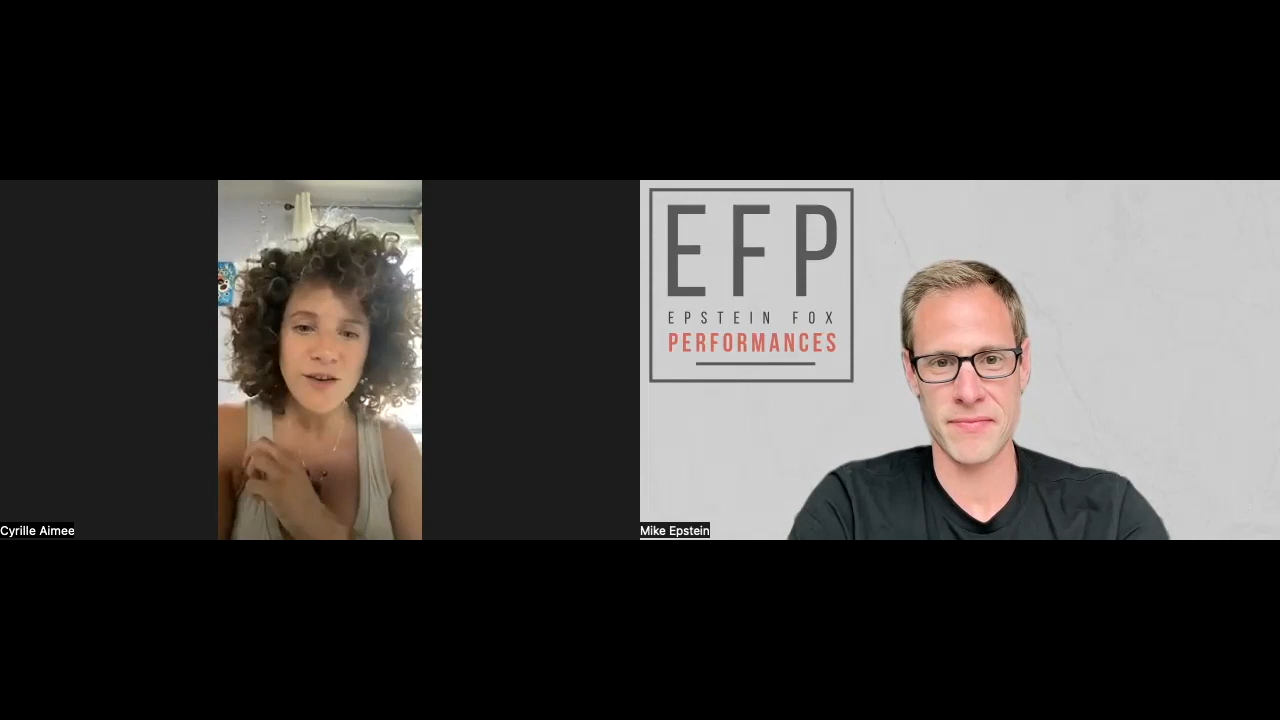 EFP
EPSTEIN FOX
PERFORMANCES
Cyrille Aimee
Mike Epstein